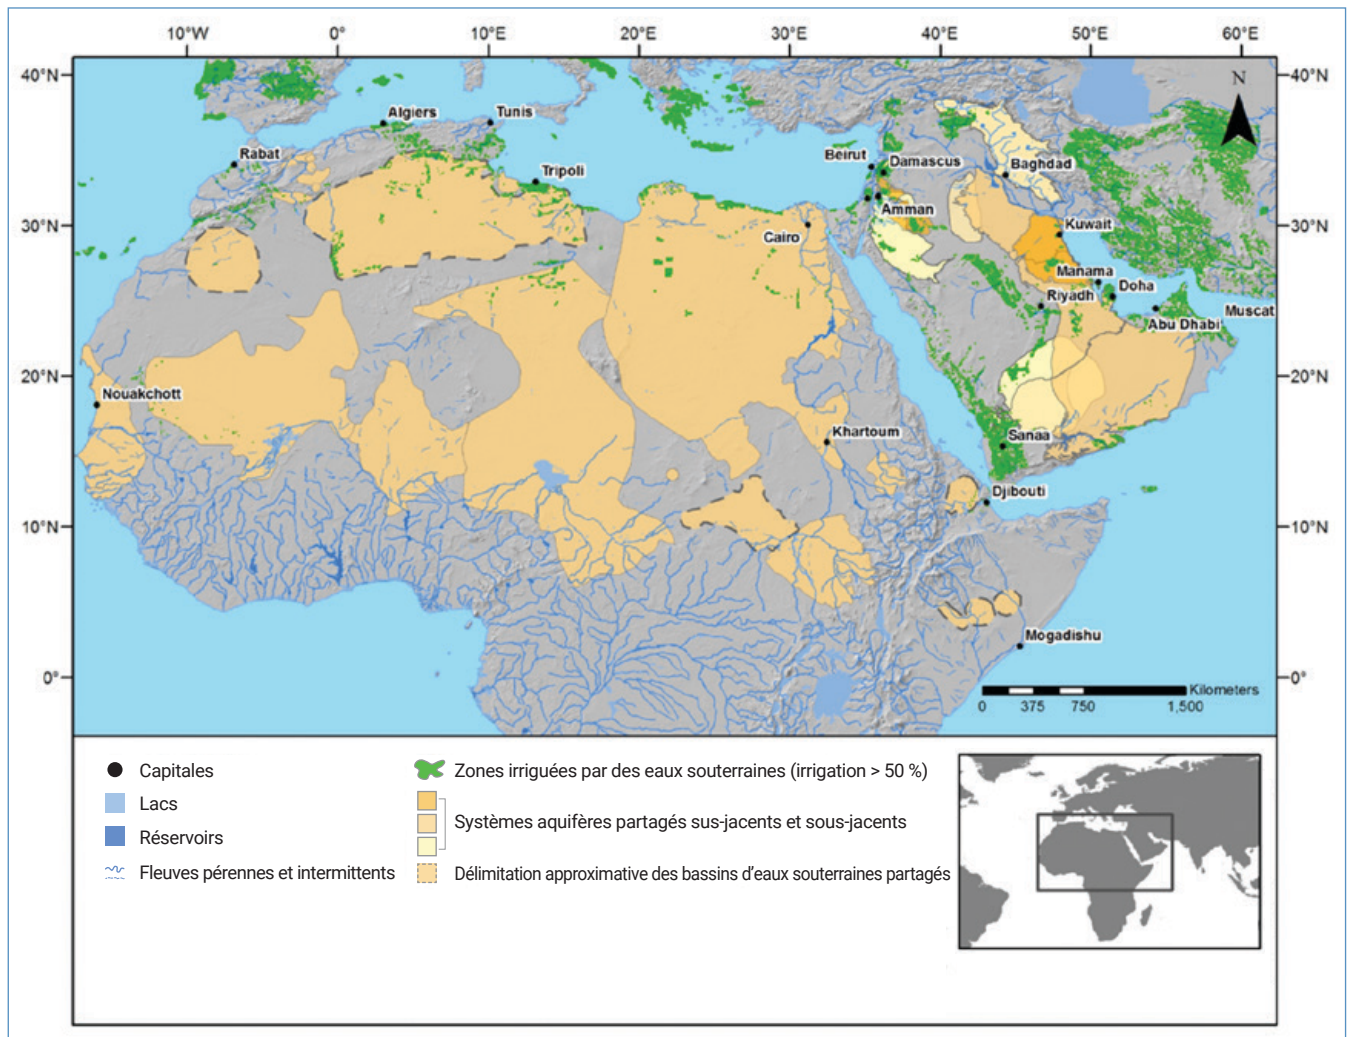 10°W 0° 10°E 20°E 30°E 40°E 50°E 60°E
40°N 40°N
N
Algiers Tunis
Rabat
Beirut Damascus Baghdad
Tripoli
Amman
30°N 30°N
Kuwait
Cairo
Manama
Doha
Riyadh
Muscat
Abu Dhabi
20°N 20°N
Nouakchott
Khartoum
Sanaa
Djibouti
10°N 10°N
Mogadishu
0° 0°
Kilometers
0 375 750 1,500
Capitales
Lacs
Réservoirs
Fleuves pérennes et intermittents
Zones irriguées par des eaux souterraines (irrigation > 50 %)
Systèmes aquifères partagés sus-jacents et sous-jacents
Délimitation approximative des bassins d’eaux souterraines partagés